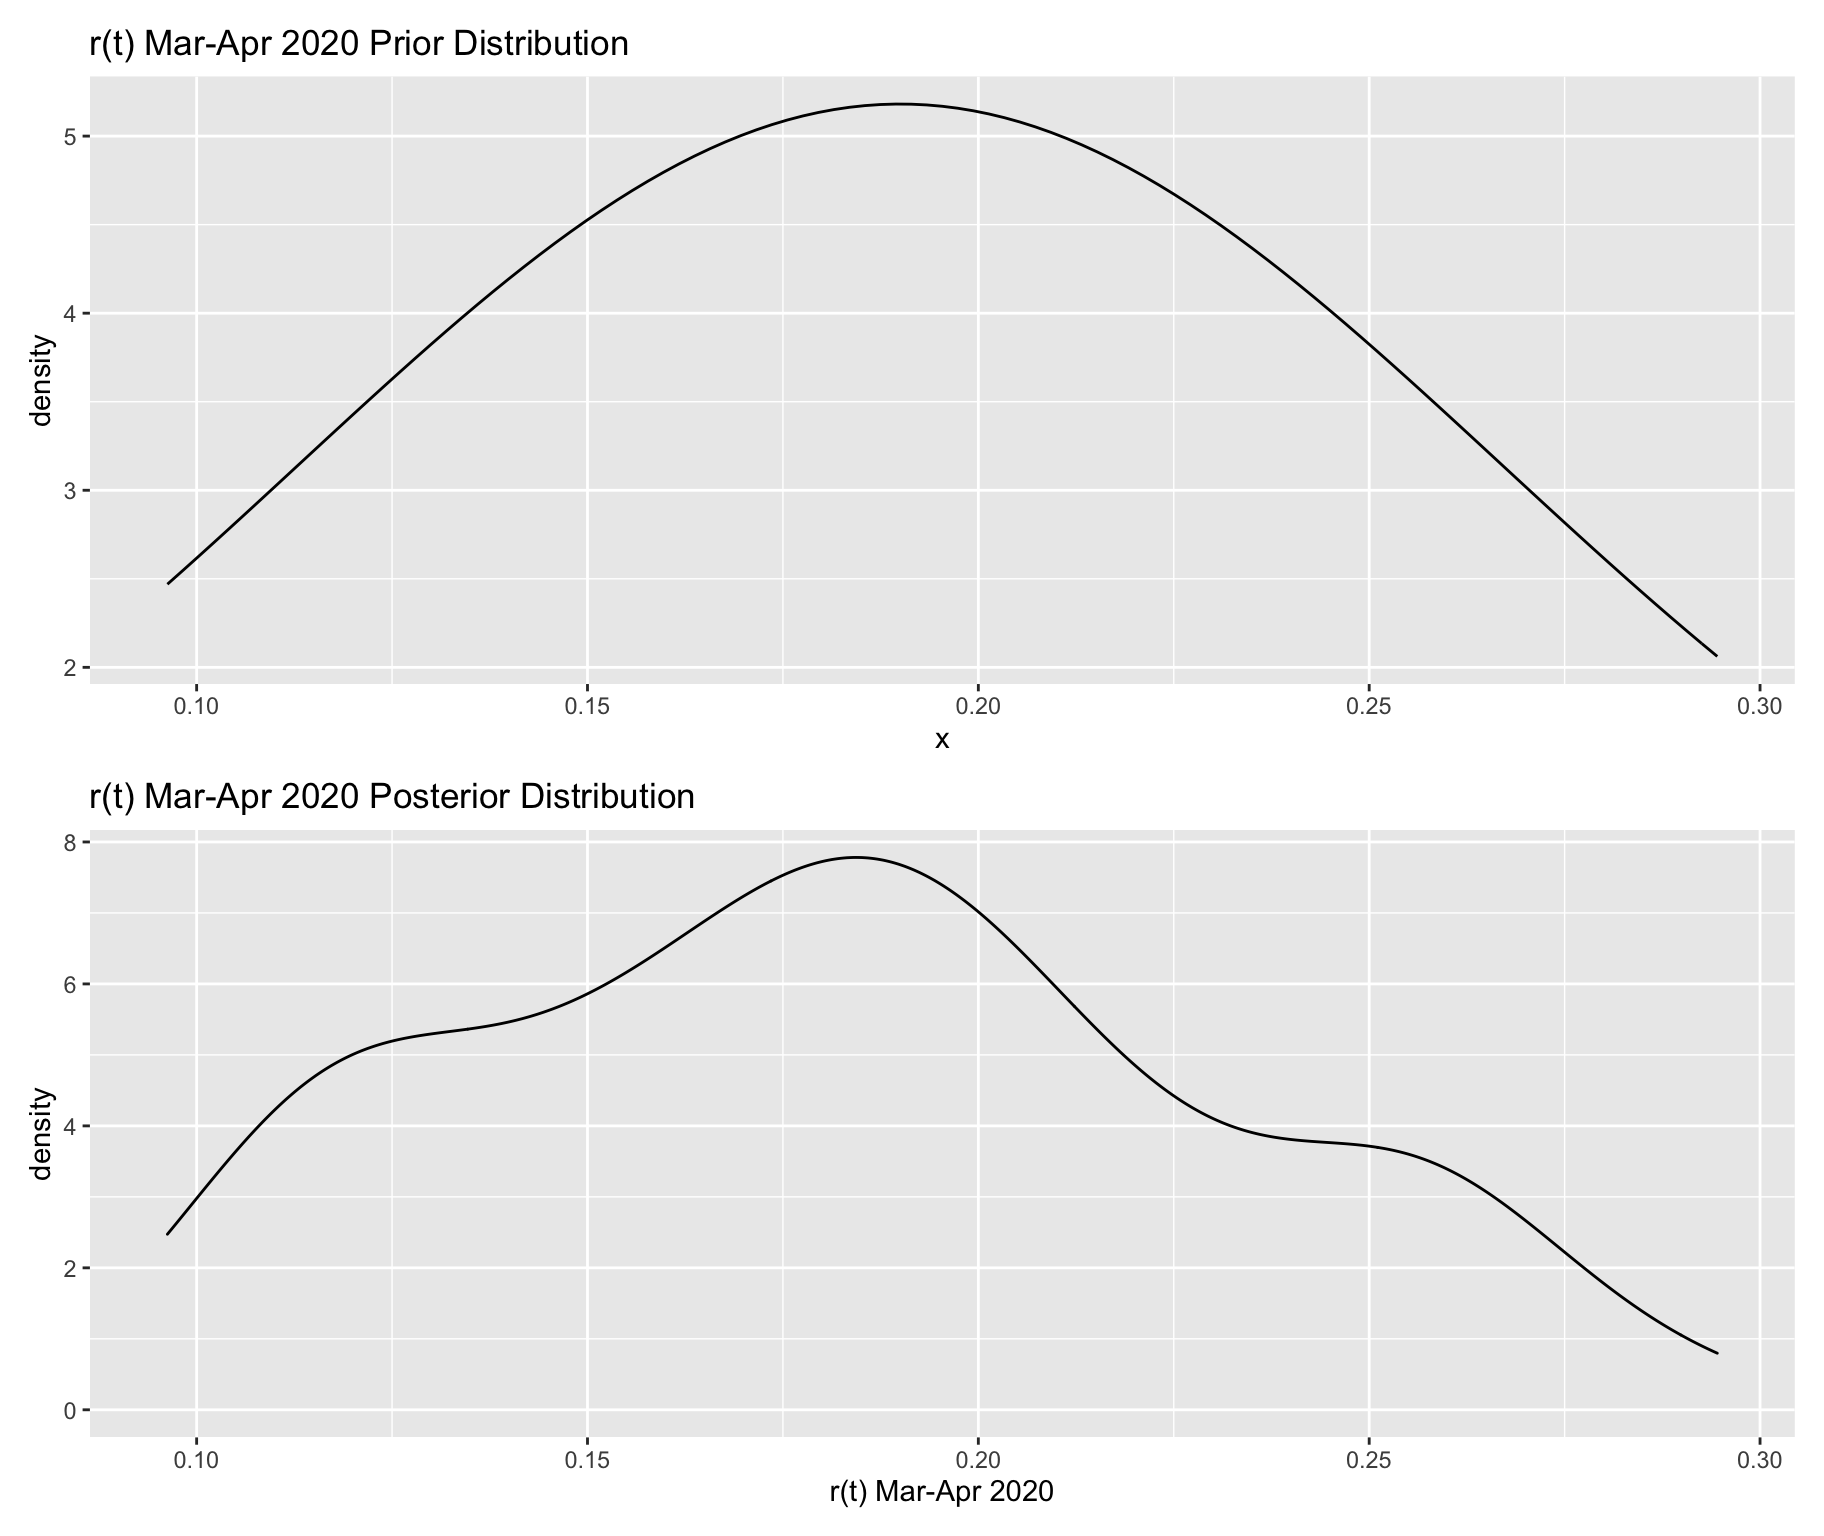 r(t) Mar-Apr 2020 Prior Distribution
5
4
3
2
density
0.10 0.15 0.20 0.25 0.30
x
r(t) Mar-Apr 2020 Posterior Distribution
8
6
4
2
0
density
0.10 0.15 0.20 0.25 0.30
r(t) Mar-Apr 2020